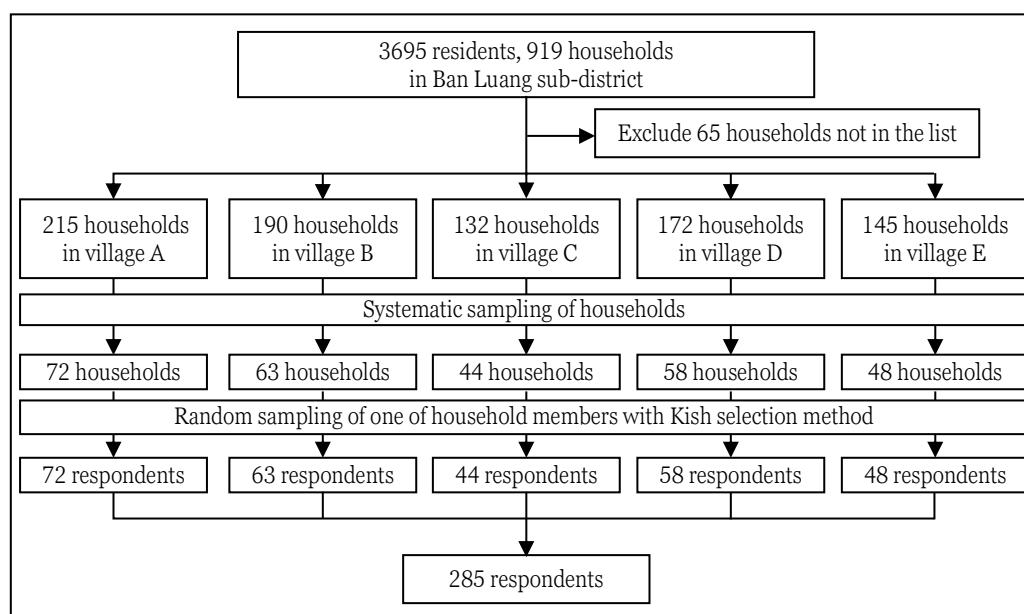 3695 residents, 919 households
in Ban Luang sub-district
Exclude 65 households not in the list
215 households
in village A
190 households
in village B
132 households
in village C
172 households
in village D
145 households
in village E
Systematic sampling of households
72 households
63 households
44 households
58 households
48 households
Random sampling of one of household members with Kish selection method
72 respondents
63 respondents
44 respondents
58 respondents
48 respondents
285 respondents